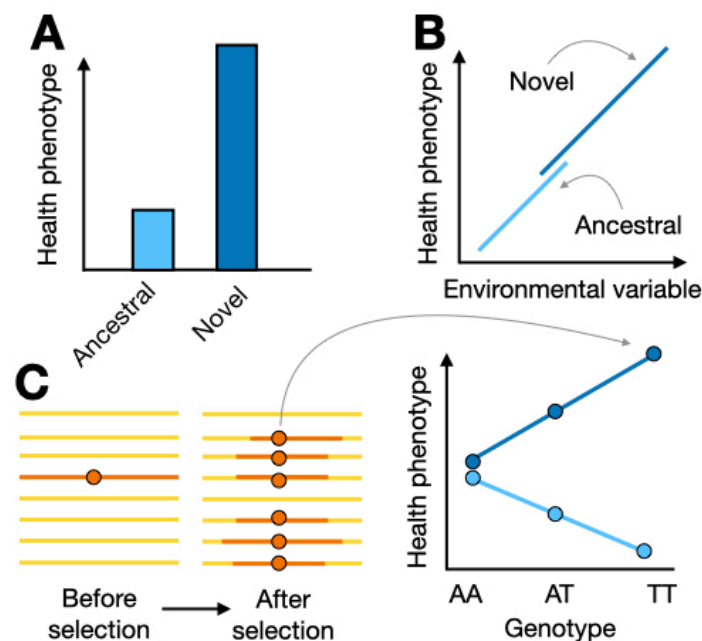 A
Health phenotype
Ancestral
Novel
B
Health phenotype
Novel
Ancestral
Environmental variable
C
Before
selection
After
selection
Health phenotype
AA
AT
TT
Genotype